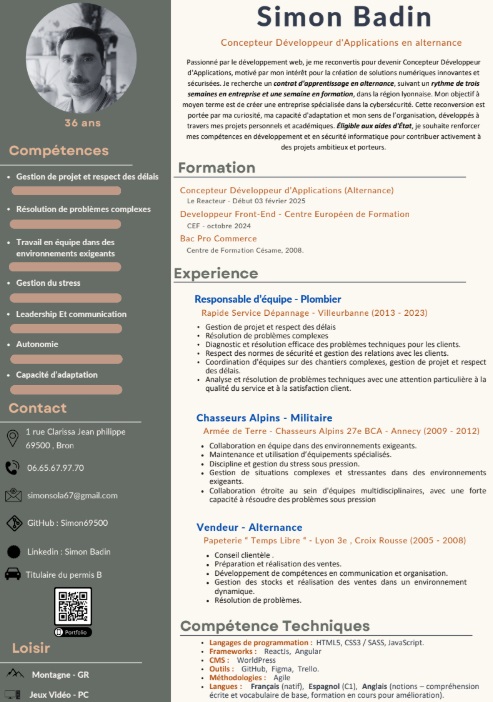 Simon Badin
Concepteur Développeur d'Applications en alternance
Passionné par le développement web, je me reconvertis pour devenir Concepteur Développeur
d'Applications, motivé par mon intérêt pour la création de solutions numériques innovantes et
sécurisées. Je recherche un contrat d'apprentissage en alternance, suivant un rythme de trois
semaines en entreprise et une semaine en formation, dans la région lyonnaise. Mon objectif à
moyen terme est de créer une entreprise spécialisée dans la cybersécurité. Cette reconversion est
portée par ma curiosité, ma capacité d'adaptation et mon sens de l'organisation, développés à
travers mes projets personnels et académiques. Éligible aux aides d'État, je souhaite renforcer
mes compétences en développement et en sécurité informatique pour contribuer activement à
des projets ambitieux et porteurs.
36 ans
Compétences
• Gestion de projet et respect des délais
• Résolution de problèmes complexes
• Travail en équipe dans des
environnements exigeants
• Gestion du stress
• Leadership Et communication
• Autonomie
• Capacité d'adaptation
Contact
1 rue Clarissa Jean philippe
69500 , Bron
06.65.67.97.70
simonsola67@gmail.com
GitHub : Simon69500
Linkedin : Simon Badin
Titulaire du permis B
Portfolio
Loisir
Montagne - GR
Jeux Vidéo - PC
Formation
Concepteur Développeur d'Applications (Alternance)
Le Reacteur - Début 03 février 2025
Developpeur Front-End - Centre Européen de Formation
CEF - octobre 2024
Bac Pro Commerce
Centre de Formation Césame, 2008.
Experience
Responsable d'équipe - Plombier
Rapide Service Dépannage - Villeurbanne (2013 - 2023)
• Gestion de projet et respect des délais
• Résolution de problèmes complexes
• Diagnostic et résolution efficace des problèmes techniques pour les clients.
• Respect des normes de sécurité et gestion des relations avec les clients.
• Coordination d'équipes sur des chantiers complexes, gestion de projet et respect
des délais.
• Analyse et résolution de problèmes techniques avec une attention particulière à la
qualité du service et à la satisfaction client.
Chasseurs Alpins - Militaire
Armée de Terre - Chasseurs Alpins 27e BCA - Annecy (2009 - 2012)
• Collaboration en équipe dans des environnements exigeants.
• Maintenance et utilisation d'équipements spécialisés.
• Discipline et gestion du stress sous pression.
• Gestion de situations complexes et stressantes dans des environnements
exigeants.
• Collaboration étroite au sein d'équipes multidisciplinaires, avec une forte
capacité à résoudre des problèmes sous pression
Vendeur - Alternance
Papeterie " Temps Libre " - Lyon 3e , Croix Rousse (2005 - 2008)
• Conseil clientèle .
• Préparation et réalisation des ventes.
• Développement de compétences en communication et organisation.
• Gestion des stocks et réalisation des ventes dans un environnement
dynamique.
• Résolution de problèmes.
Compétence Techniques
• Langages de programmation : HTML5, CSS3 / SASS, JavaScript.
• Frameworks : Reactjs, Angular
• CMS : WorldPress
• Outils : GitHub, Figma, Trello.
• Méthodologies : Agile
• Langues : Français (natif), Espagnol (C1), Anglais (notions – compréhension
écrite et vocabulaire de base, formation en cours pour amélioration).